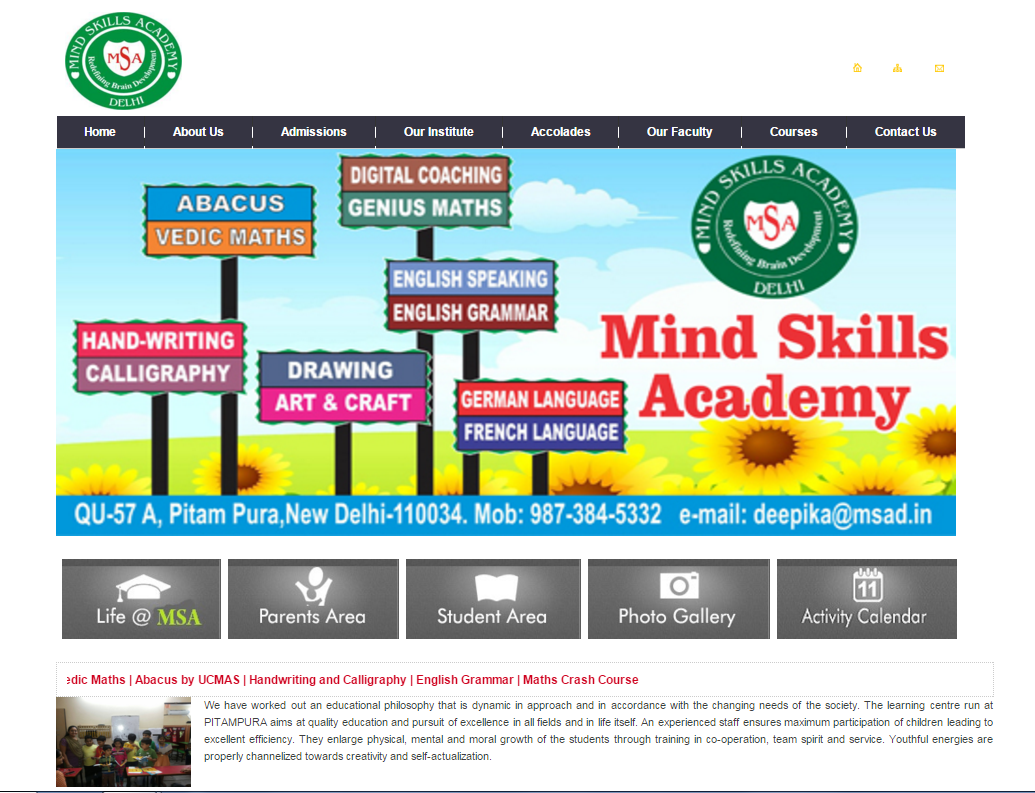 MIND SKILLS ACADEMY
MSA
Redefining Brain Development
DELHI
Home About Us Admissions Our Institute Accolades Our Faculty Courses Contact Us
DIGITAL COACHING
GENIUS MATHS
ABACUS
VEDIC MATHS
ENGLISH SPEAKING
ENGLISH GRAMMAR
HAND-WRITING
CALLIGRAPHY
DRAWING
ART & CRAFT
GERMAN LANGUAGE
FRENCH LANGUAGE
MIND SKILLS ACADEMY
MSA
Redefining Brain Development
DELHI
Mind Skills
Academy
QU-57 A, Pitam Pura,New Delhi-110034. Mob: 987-384-5332 e-mail: deepika@msad.in
Life @ MSA Parents Area Student Area Photo Gallery 11 Activity Calendar
edic Maths | Abacus by UCMAS | Handwriting and Calligraphy | English Grammar | Maths Crash Course
We have worked out an educational philosophy that is dynamic in approach and in accordance with the changing needs of the society. The learning centre run at
PITAMPURA aims at quality education and pursuit of excellence in all fields and in life itself. An experienced staff ensures maximum participation of children leading to
excellent efficiency. They enlarge physical, mental and moral growth of the students through training in co-operation, team spirit and service. Youthful energies are
properly channelized towards creativity and self-actualization.